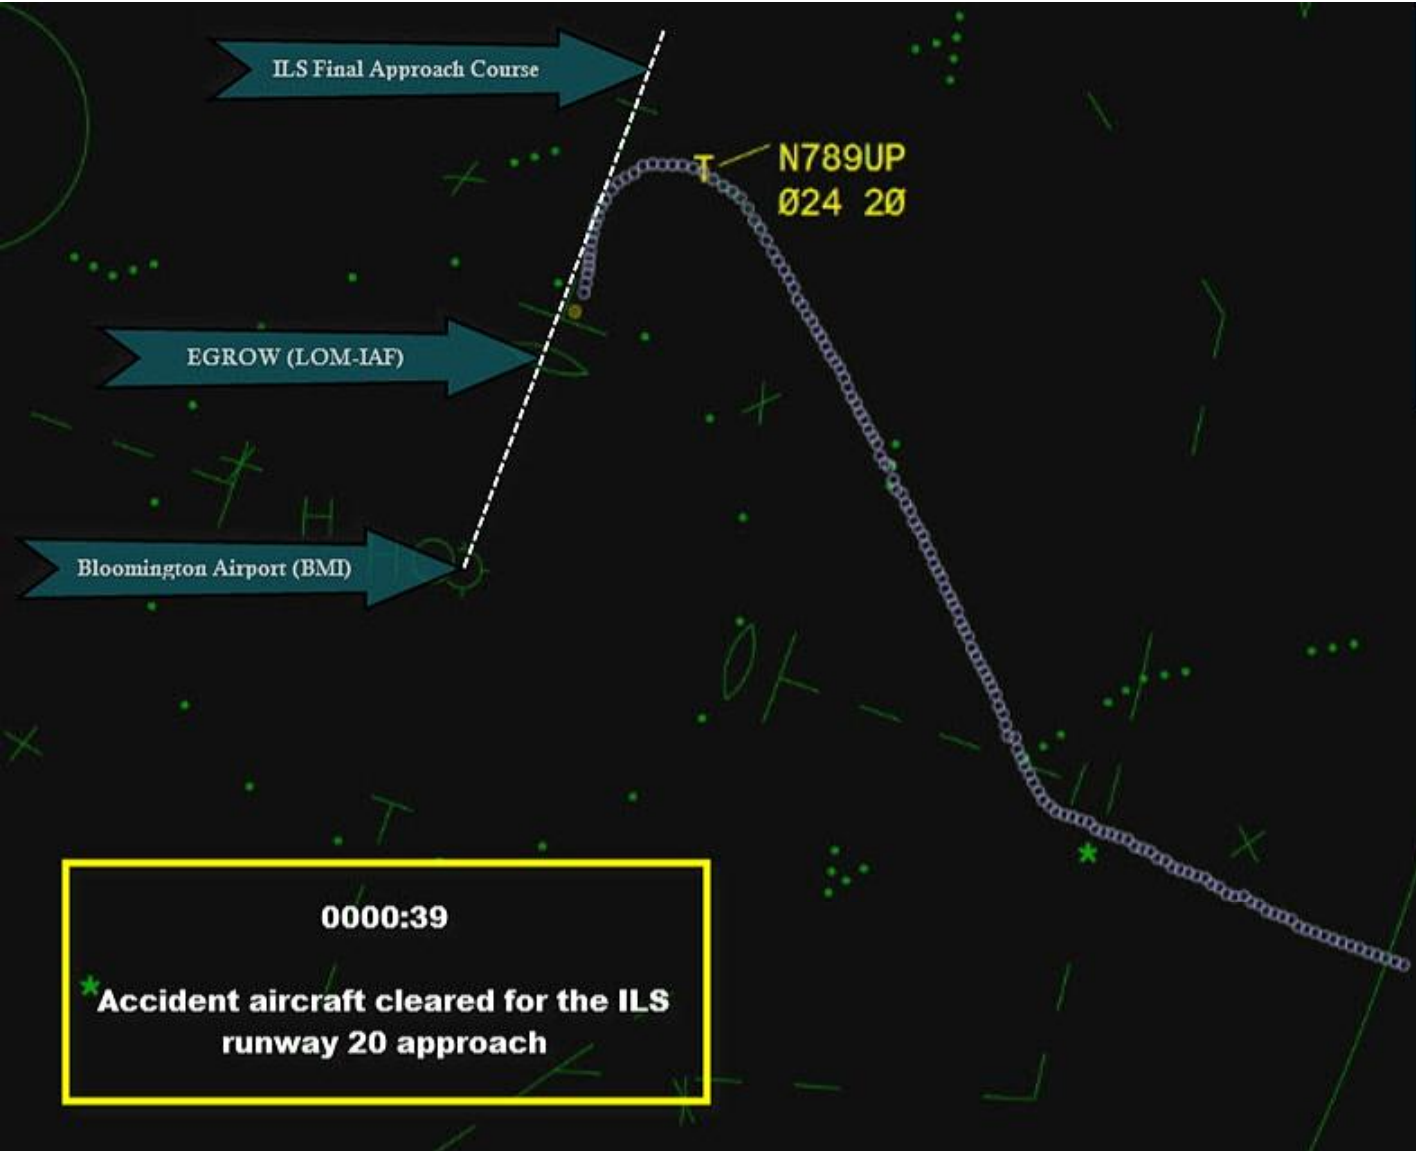 ILS Final Approach Course
N789UP
Ø24 2Ø
EGROW (LOM-IAF)
H
Bloomington Airport (BMI)
0000:39
*Accident aircraft cleared for the ILS
runway 20 approach